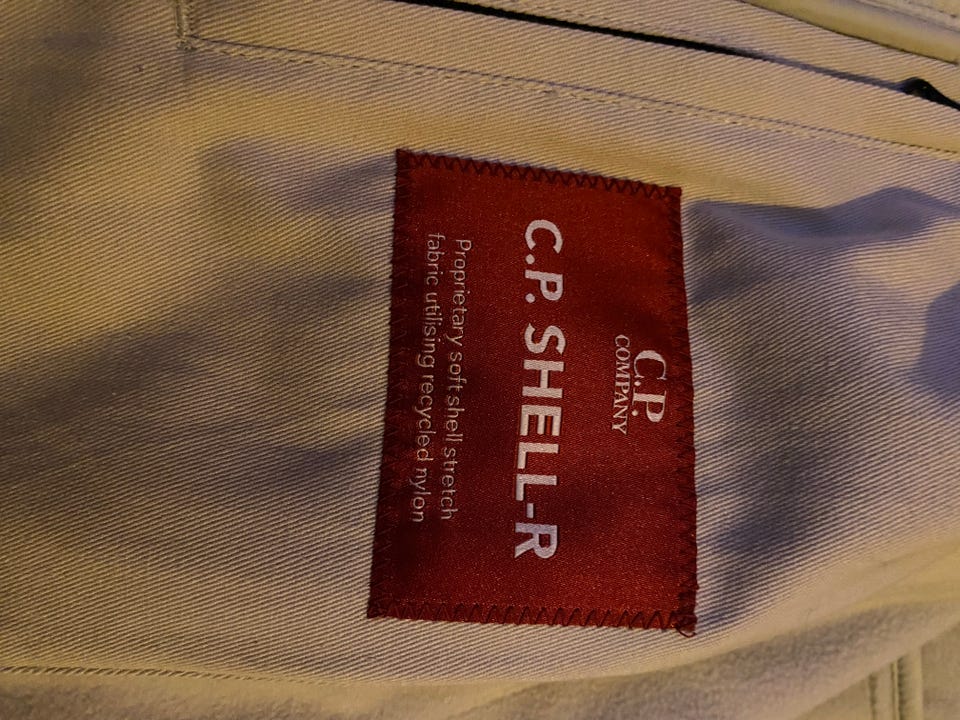 C.P.
COMPANY
C.P. SHELL-R
Proprietary soft shell stretch
fabric utilising recycled nylon